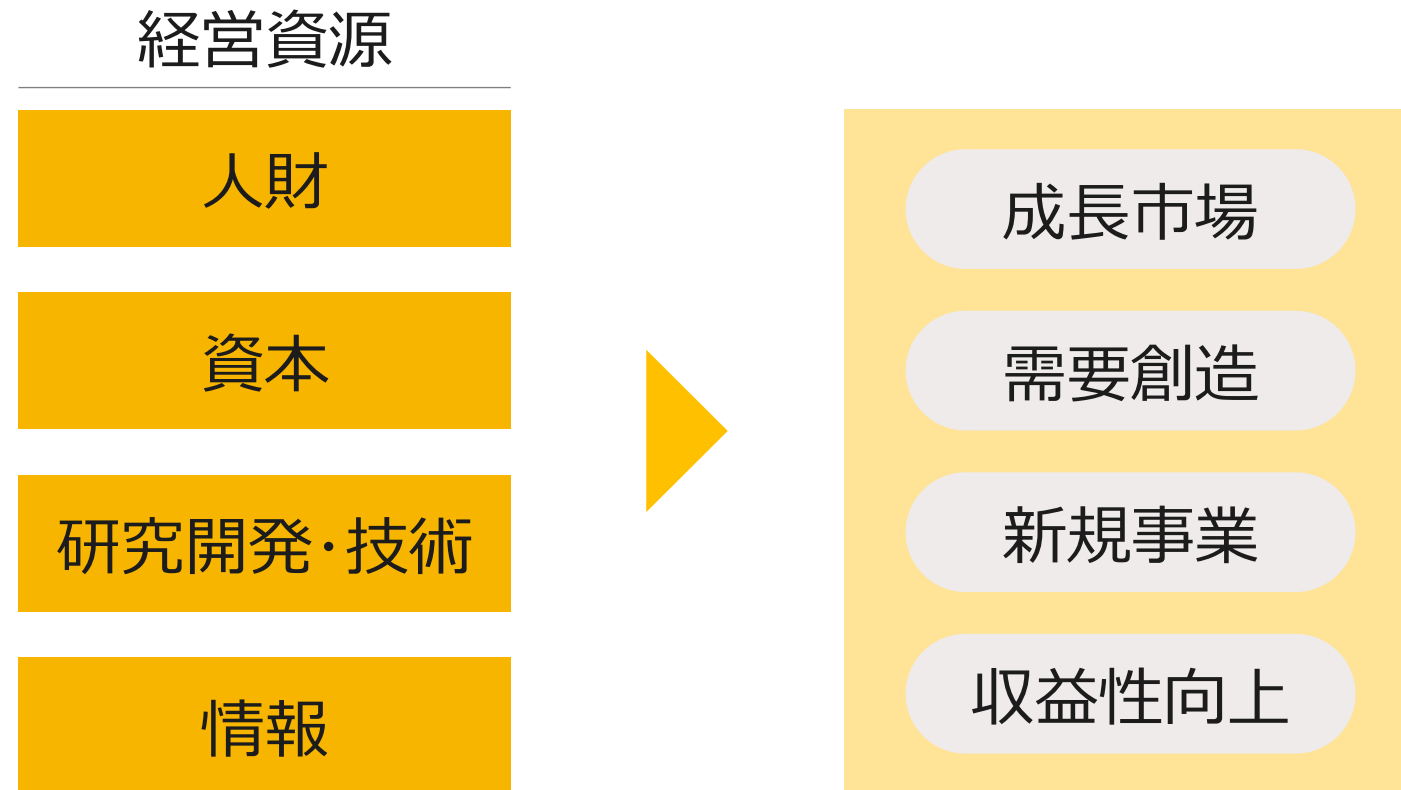 経営資源
人財
資本
研究開発・技術
情報
成長市場
需要創造
新規事業
収益性向上